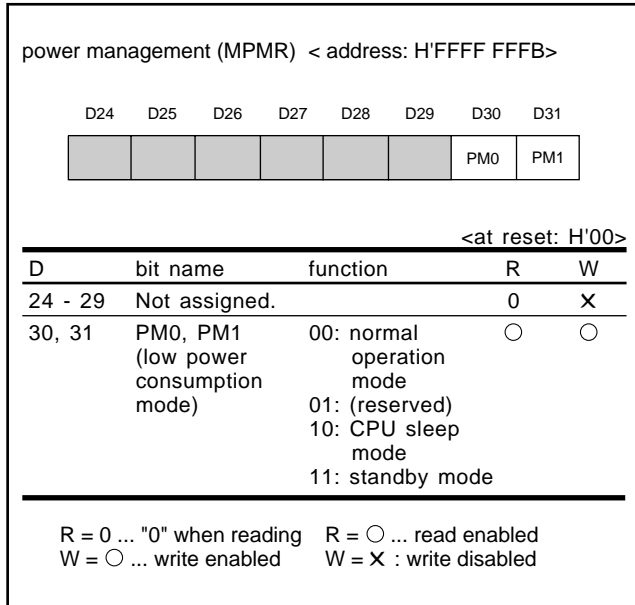 power management (MPMR) < address: H'FFFF FFFB>
D24 D25 D26 D27 D28 D29 D30 D31
PM0 PM1
<at reset: H'00>
D bit name function R W
24 - 29 Not assigned. 0 ✕
30, 31 PM0, PM1 00: normal ○ ○
(low power operation
consumption mode
mode) 01: (reserved)
10: CPU sleep
mode
11: standby mode
R = 0 ... "0" when reading R = ○ ... read enabled
W = ○ ... write enabled W = ✕ : write disabled